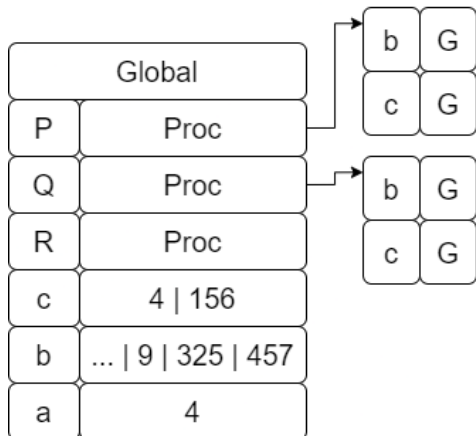 Global
P Proc
Q Proc
R Proc
c 4 | 156
b ... | 9 | 325 | 457
a 4
b G
c G
b G
c G